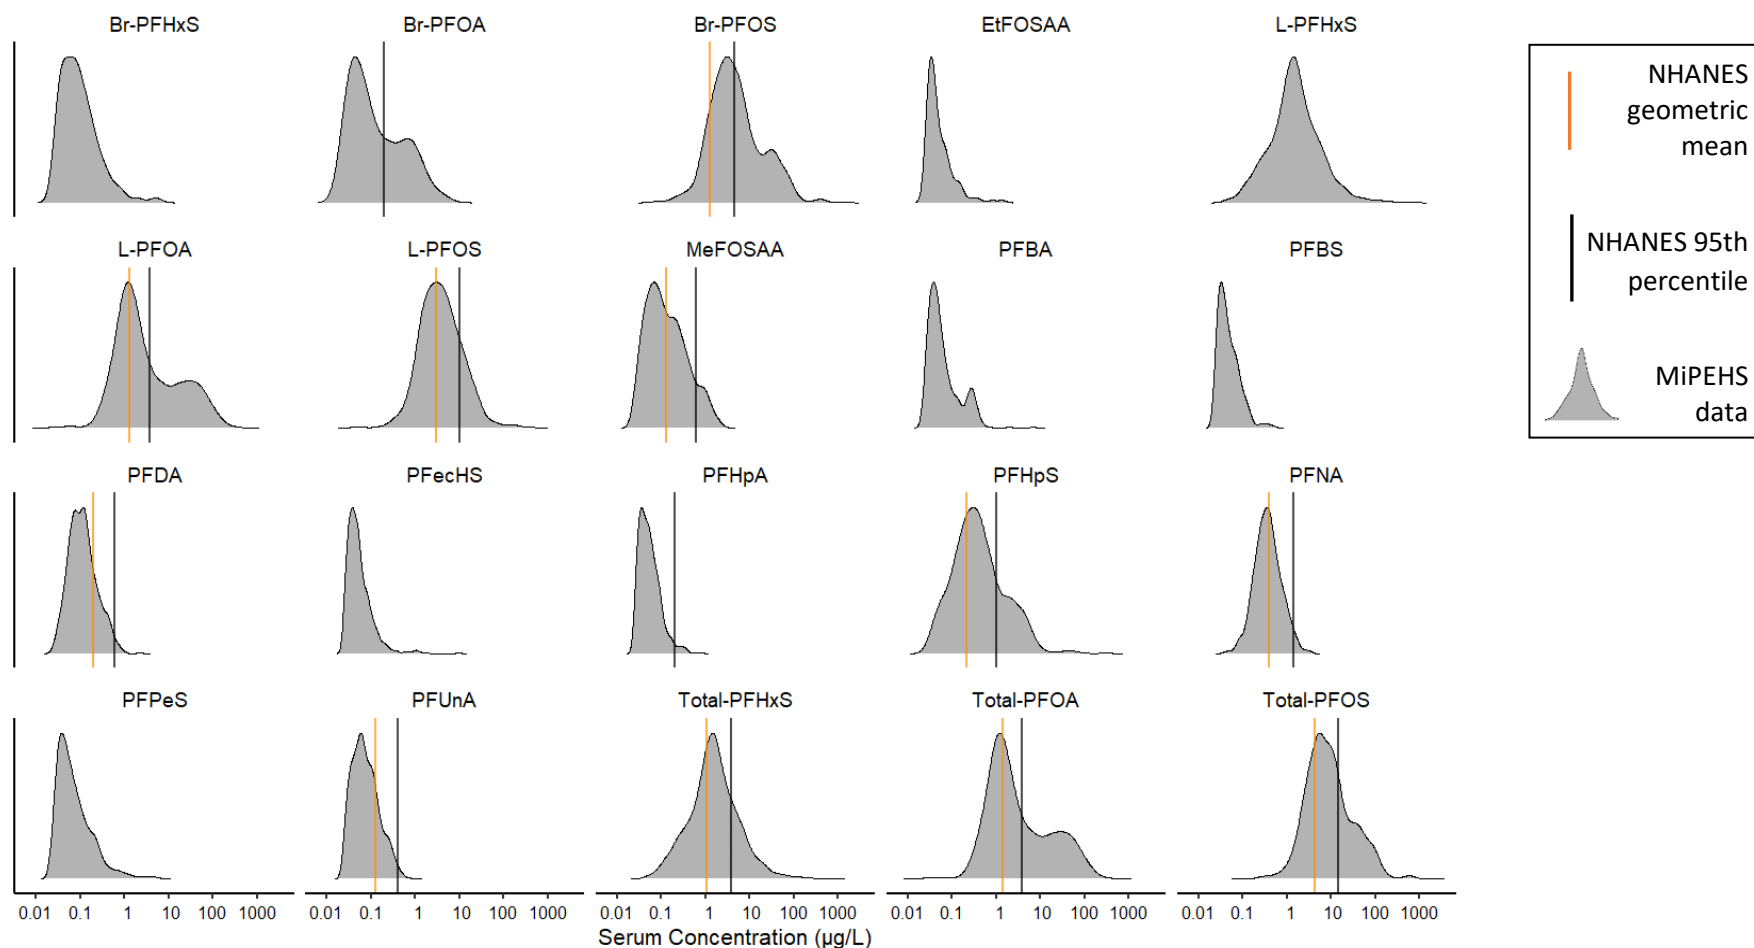 Br-PFHxS
Br-PFOA
Br-PFOS
EtFOSAA
L-PFHxS
L-PFOA
L-PFOS
MeFOSAA
PFBA
PFBS
PFDA
PFecHS
PFHpA
PFHpS
PFNA
PFPeS
PFUnA
Total-PFHxS
Total-PFOA
Total-PFOS
0.01 0.1 1 10 100 1000
0.01 0.1 1 10 100 1000
0.01 0.1 1 10 100 1000
0.01 0.1 1 10 100 1000
0.01 0.1 1 10 100 1000
Serum Concentration (µg/L)
NHANES
geometric
mean
NHANES 95th
percentile
MiPEHS
data